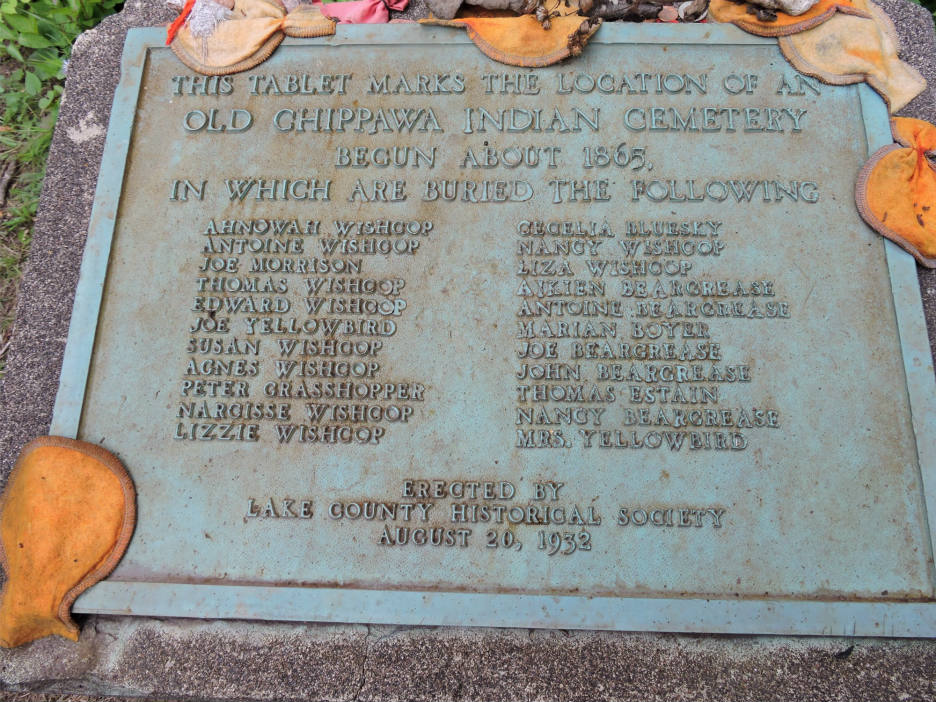 THIS TABLET MARKS THE LOCATION OF AN
OLD CHIPPAWA INDIAN CEMETERY
BEGUN ABOUT 1865,
IN WHICH ARE BURIED THE FOLLOWING
AHNOWAH WISHCOP
ANTOINE WISHCOP
JOE MORRISON
THOMAS WISHCOP
EDWARD WISHCOP
JOE YELLOWBIRD
SUSAN WISHCOP
AGNES WISHCOP
PETER GRASSHOPPER
NARCISSE WISHCOP
LIZZIE WISHCOP
CECELIA BLUESKY
NANCY WISHCOP
LIZA WISHCOP
AJKIEN BEARGREASE
ANTOINE BEARGREASE
MARIAN BOYER
JOE BEARGREASE
JOHN BEARGREASE
THOMAS ESTAIN
NANCY BEARGREASE
MRS. YELLOWBIRD
ERECTED BY
LAKE COUNTY HISTORICAL SOCIETY
AUGUST 20, 1932